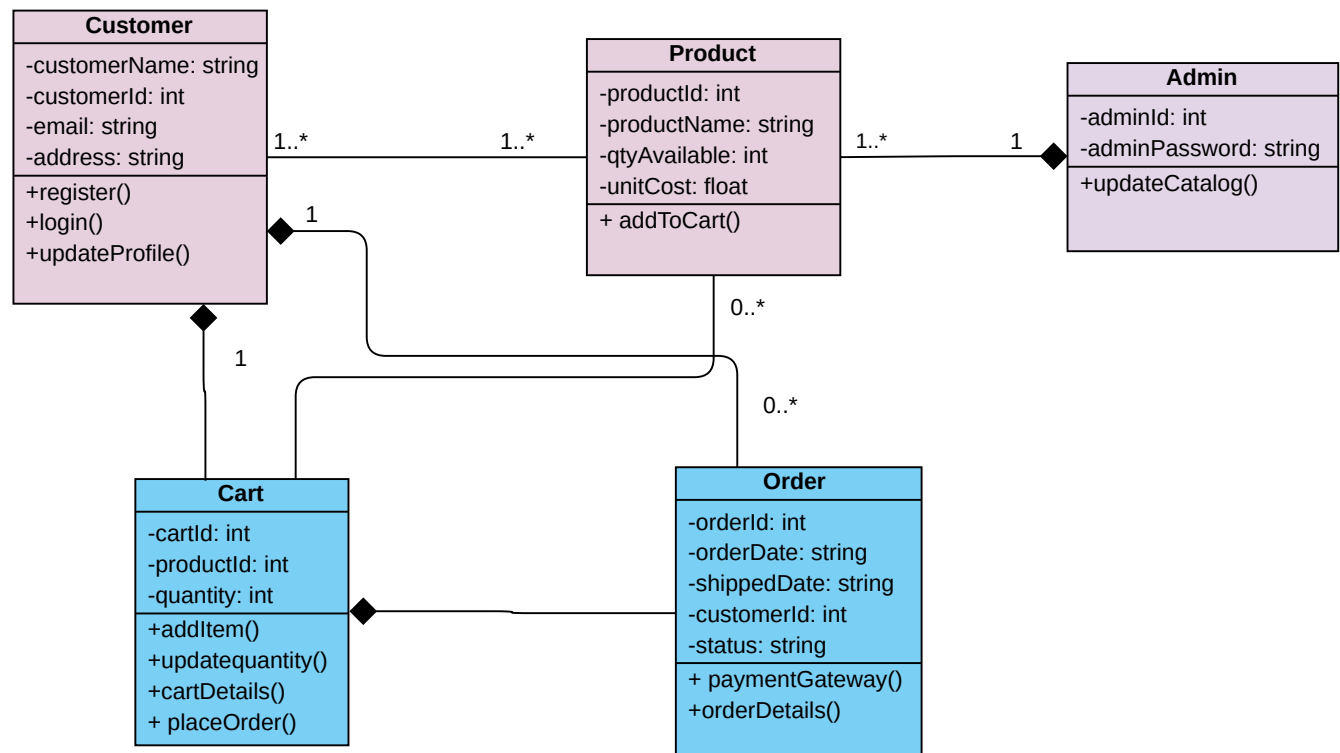 Customer
-customerName: string
-customerId: int
-email: string
-address: string
+register()
+login()
+updateProfile()
1..*
1..*
Product
-productId: int
-productName: string
-qtyAvailable: int
-unitCost: float
+ addToCart()
1..*
1
Admin
-adminId: int
-adminPassword: string
+updateCatalog()
1
0..*
1
0..*
Cart
-cartId: int
-productId: int
-quantity: int
+addItem()
+updatequantity()
+cartDetails()
+ placeOrder()
Order
-orderId: int
-orderDate: string
-shippedDate: string
-customerId: int
-status: string
+ paymentGateway()
+orderDetails()